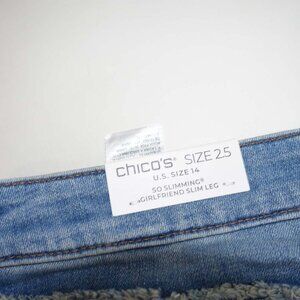 chico's® SIZE 2.5
U.S. SIZE 14
SO SLIMMING®
GIRLFRIEND SLIM LEG